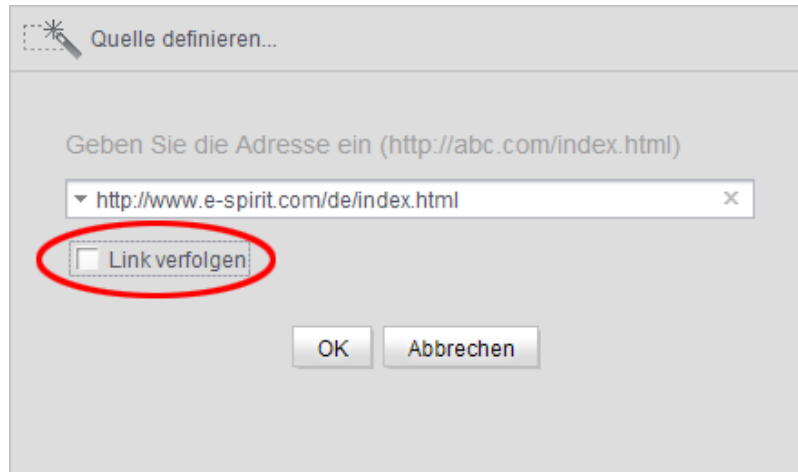 Quelle definieren...
Geben Sie die Adresse ein (http://abc.com/index.html)
http://www.e-spirit.com/de/index.html
Link verfolgen
OK Abbrechen